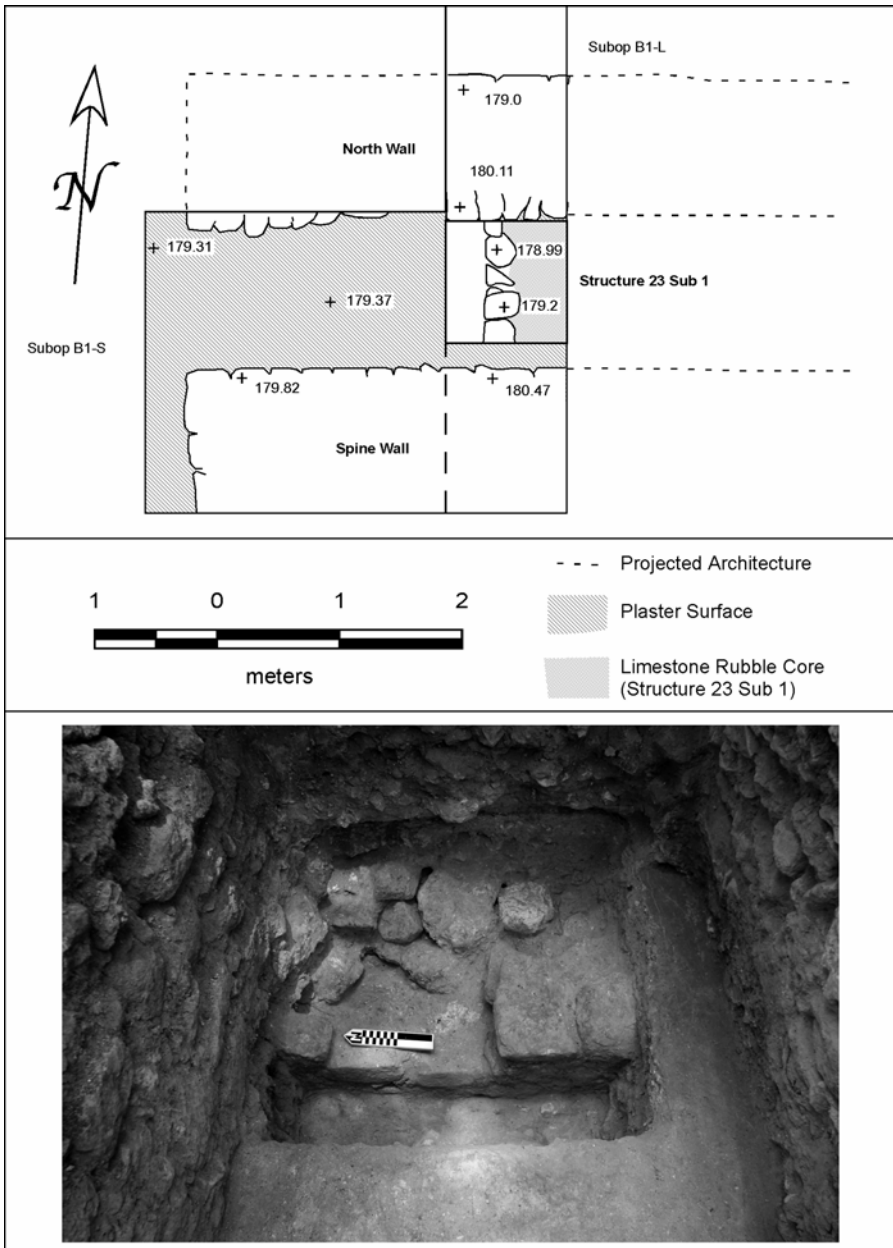 Subop B1-L
179.0
North Wall
180.11
179.31
178.99
Structure 23 Sub 1
179.37
179.2
Subop B1-S
179.82
180.47
Spine Wall
N
1 0 1 2
meters
Projected Architecture
Plaster Surface
Limestone Rubble Core
(Structure 23 Sub 1)
N